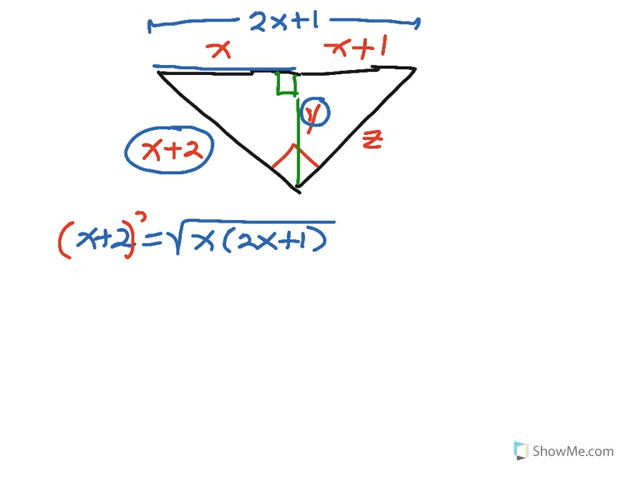 2x+1
x x+1
y
x+2 z
(x+2)² = √x(2x+1)
ShowMe.com